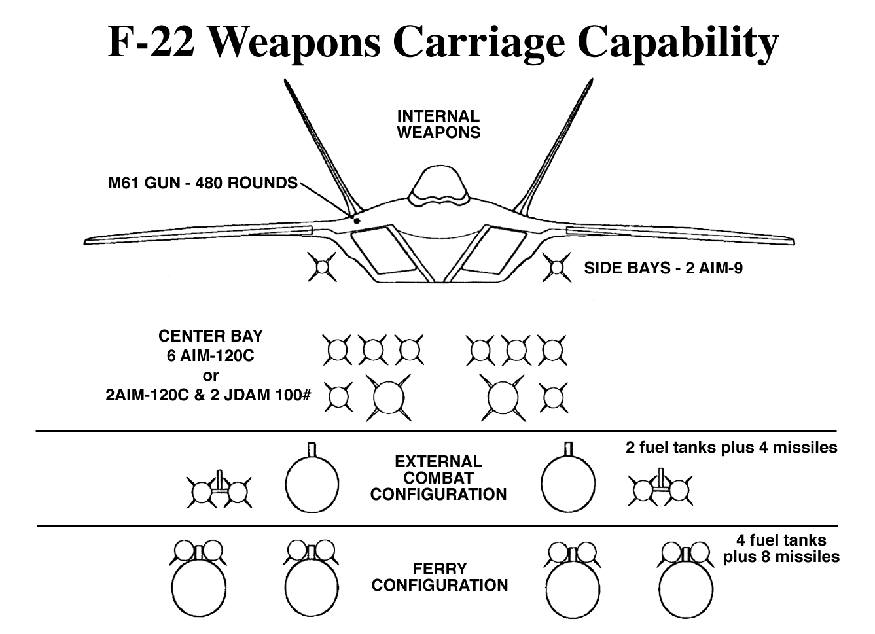 F-22 Weapons Carriage Capability
INTERNAL
WEAPONS
M61 GUN - 480 ROUNDS
SIDE BAYS - 2 AIM-9
CENTER BAY
6 AIM-120C
or
2AIM-120C & 2 JDAM 100#
2 fuel tanks plus 4 missiles
EXTERNAL
COMBAT
CONFIGURATION
4 fuel tanks
plus 8 missiles
FERRY
CONFIGURATION